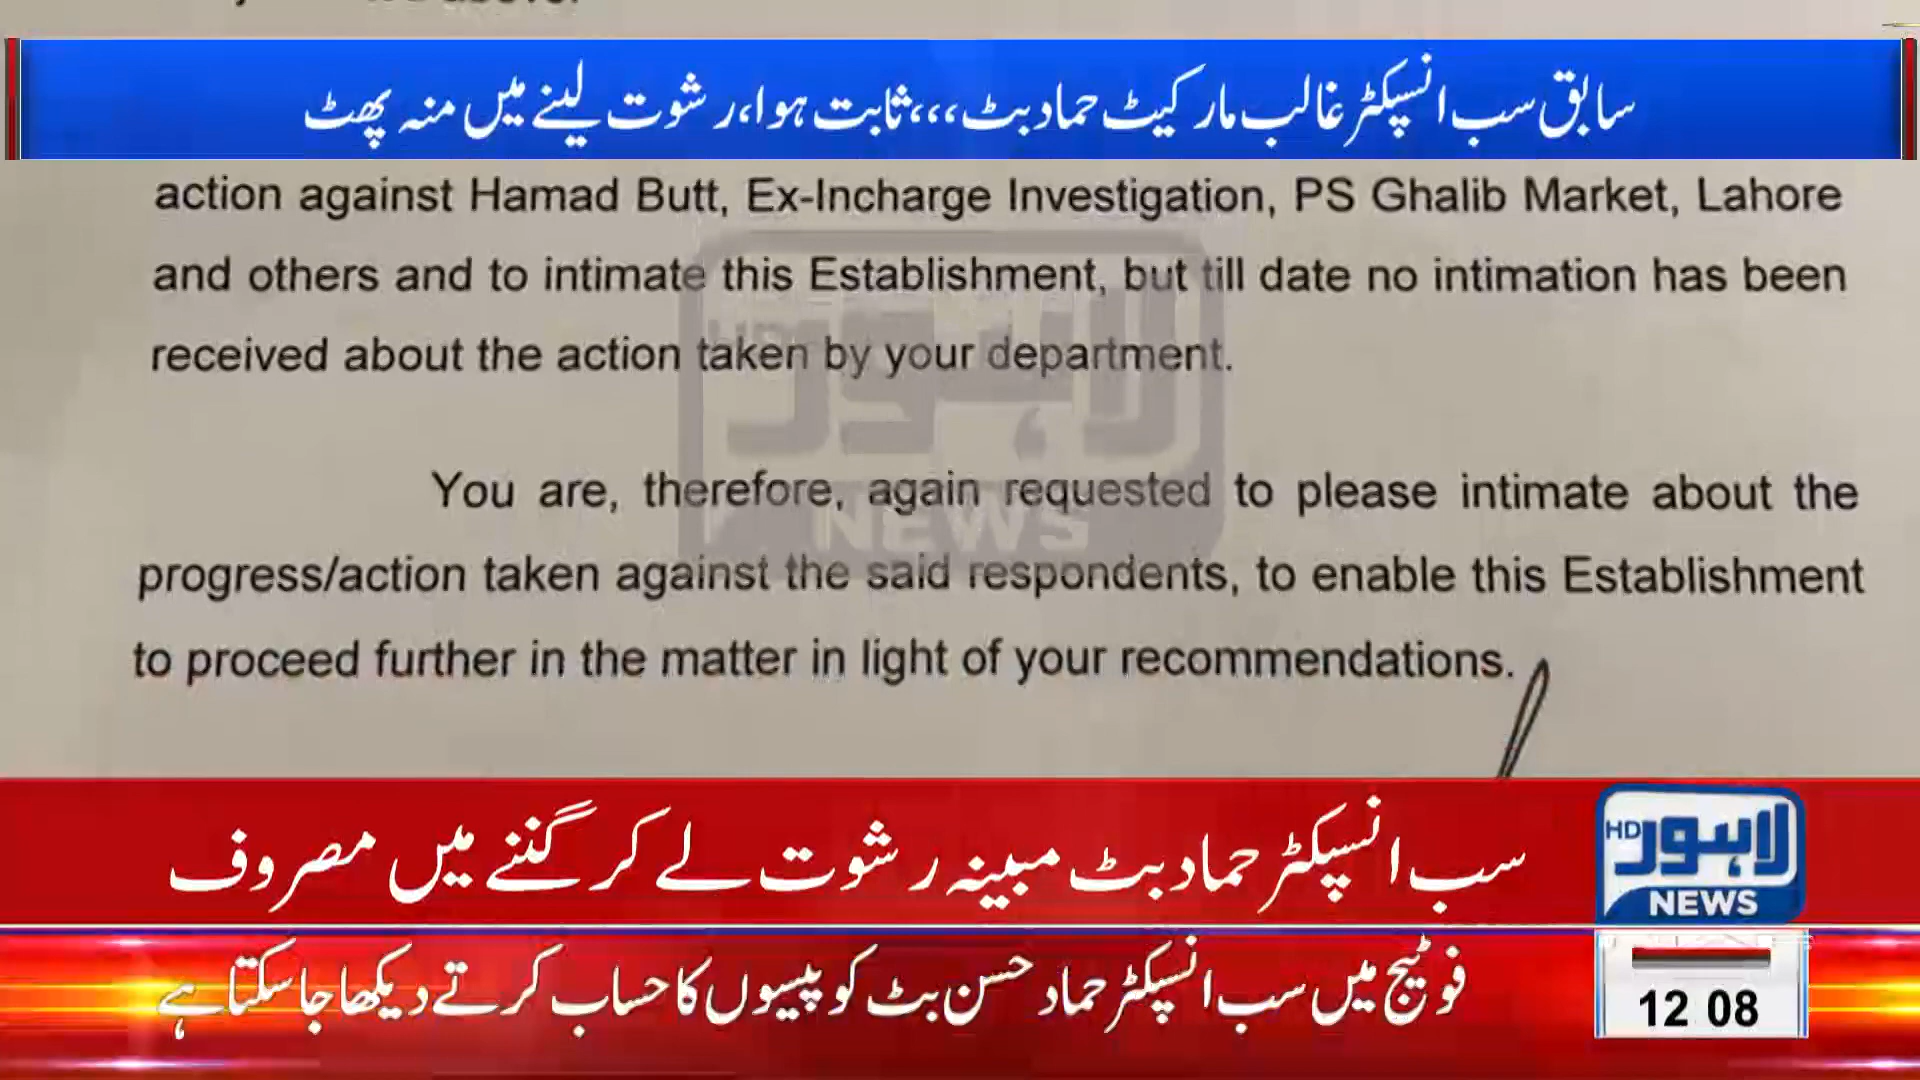 سابق سب انسپکٹر غالب مارکیٹ حماد بٹ،،،،ثابت ہوا،رشوت لینے میں منہ پھٹ
action against Hamad Butt, Ex-Incharge Investigation, PS Ghalib Market, Lahore
and others and to intimate this Establishment, but till date no intimation has been
received about the action taken by your department.
You are, therefore, again requested to please intimate about the
progress/action taken against the said respondents, to enable this Establishment
to proceed further in the matter in light of your recommendations.
لاہور
HD
NEWS
سب انسپکٹر حماد بٹ مبینہ رشوت لے کر گننے میں مصروف
HD لاہور
NEWS
فوٹیج میں سب انسپکٹر حماد حسن بٹ کو پیسوں کا حساب کرتے دیکھا جا سکتا ہے
12 08